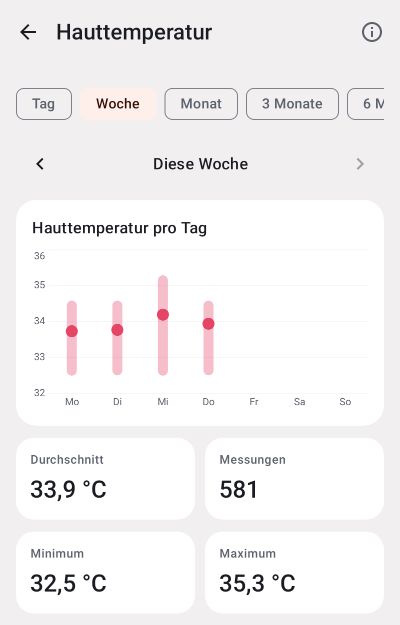 Hauttemperatur
Tag Woche Monat 3 Monate 6 M
Diese Woche
Hauttemperatur pro Tag
36
35
34
33
32
Mo Di Mi Do Fr Sa So
Durchschnitt Messungen
33,9 °C 581
Minimum Maximum
32,5 °C 35,3 °C